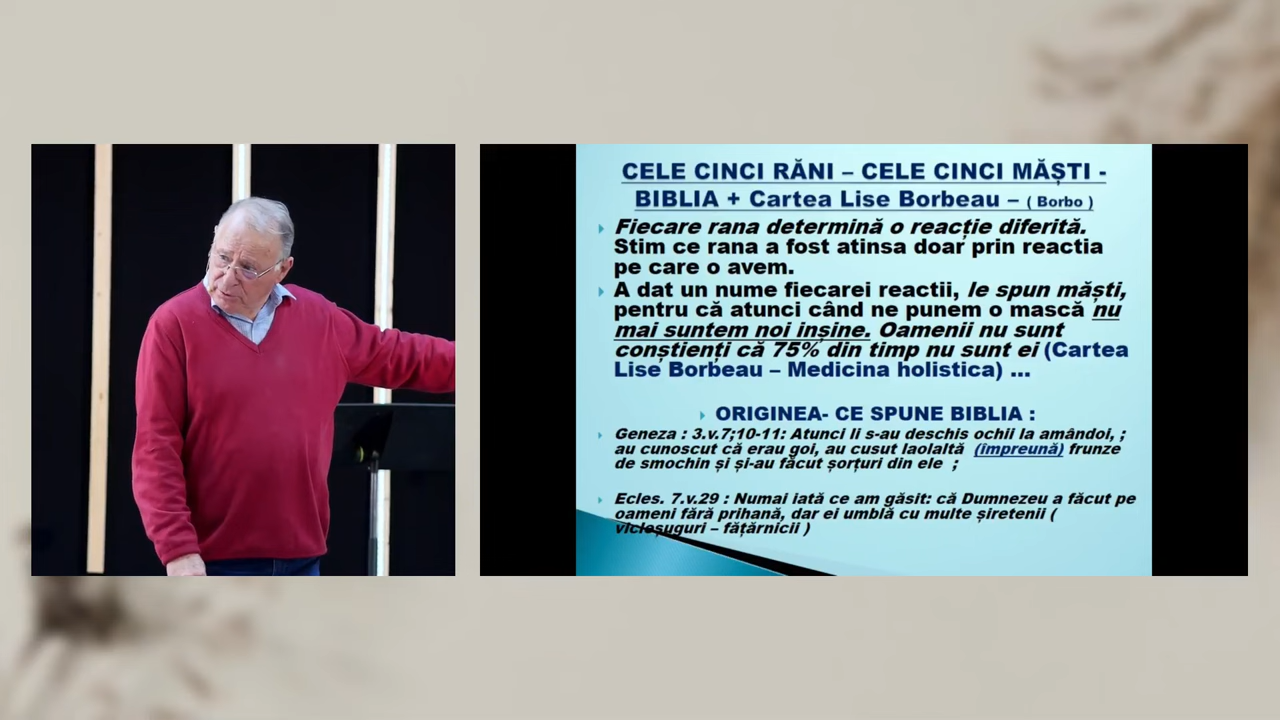 CELE CINCI RĂNI – CELE CINCI MĂȘTI -
BIBLIA + Cartea Lise Borbeau – ( Borbo )
Fiecare rana determină o reacție diferită.
Stim ce rana a fost atinsa doar prin reactia
pe care o avem.
A dat un nume fiecarei reactii, le spun măști,
pentru că atunci când ne punem o mască nu
mai suntem noi inșine. Oamenii nu sunt
conștienți că 75% din timp nu sunt ei (Cartea
Lise Borbeau – Medicina holistica) ...
ORIGINEA- CE SPUNE BIBLIA :
Geneza : 3.v.7;10-11: Atunci li s-au deschis ochii la amândoi, ;
au cunoscut că erau goi, au cusut laolaltă (împreună) frunze
de smochin și și-au făcut șorțuri din ele ;
Ecles. 7.v.29 : Numai iată ce am găsit: că Dumnezeu a făcut pe
oameni fără prihană, dar ei umblă cu multe șiretenii (
vicleșuguri – fățărnicii )